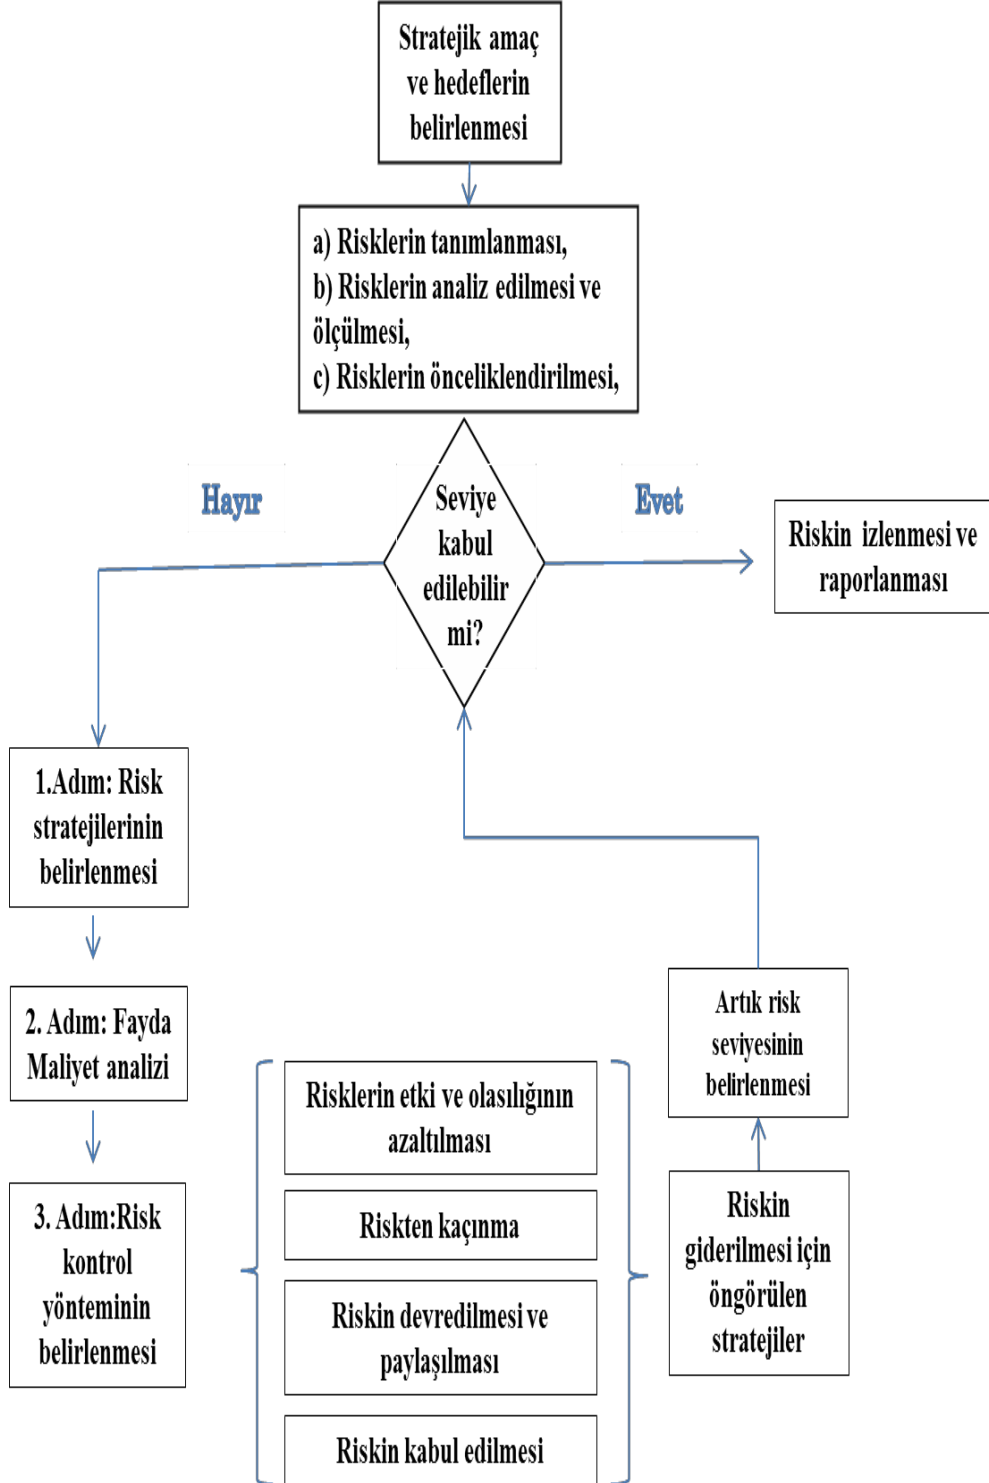 Stratejik amaç
ve hedeflerin
belirlenmesi
a) Risklerin tanımlanması,
b) Risklerin analiz edilmesi ve
ölçülmesi,
c) Risklerin önceliklendirilmesi,
Hayır
Seviye
kabul
edilebilir
mi?
Evet
Riskin izlenmesi ve
raporlanması
1.Adım: Risk
stratejilerinin
belirlenmesi
2. Adım: Fayda
Maliyet analizi
3. Adım:Risk
kontrol
yönteminin
belirlenmesi
Risklerin etki ve olasılığının
azaltılması
Riskten kaçınma
Riskin devredilmesi ve
paylaşılması
Riskin kabul edilmesi
Riskin
giderilmesi için
öngörülen
stratejiler
Artık risk
seviyesinin
belirlenmesi